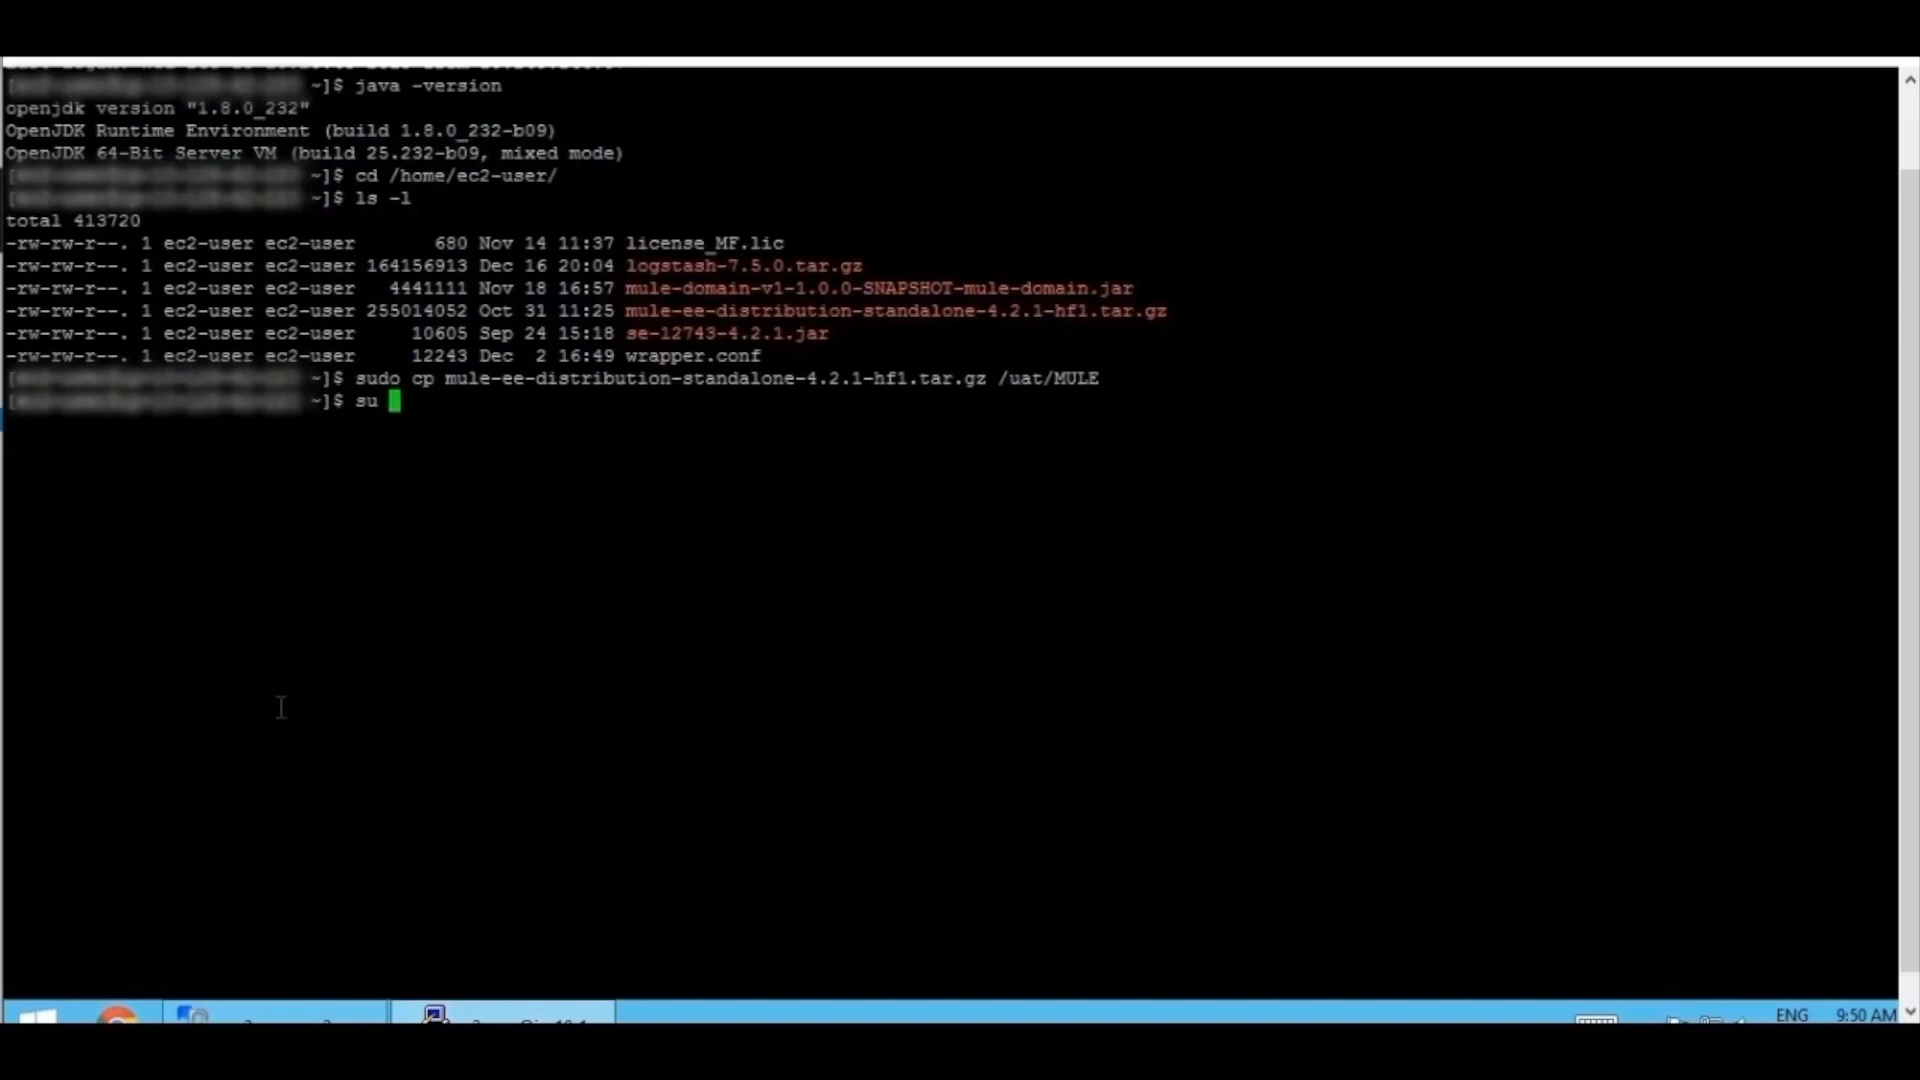 ~]$ java -version
openjdk version "1.8.0_232"
OpenJDK Runtime Environment (build 1.8.0_232-b09)
OpenJDK 64-Bit Server VM (build 25.232-b09, mixed mode)
~]$ cd /home/ec2-user/
~]$ ls -l
total 413720
-rw-rw-r--. 1 ec2-user ec2-user       680 Nov 14 11:37 license_MF.lic
-rw-rw-r--. 1 ec2-user ec2-user 164156913 Dec 16 20:04 logstash-7.5.0.tar.gz
-rw-rw-r--. 1 ec2-user ec2-user   4441111 Nov 18 16:57 mule-domain-v1-1.0.0-SNAPSHOT-mule-domain.jar
-rw-rw-r--. 1 ec2-user ec2-user 255014052 Oct 31 11:25 mule-ee-distribution-standalone-4.2.1-hf1.tar.gz
-rw-rw-r--. 1 ec2-user ec2-user     10605 Sep 24 15:18 se-12743-4.2.1.jar
-rw-rw-r--. 1 ec2-user ec2-user     12243 Dec  2 16:49 wrapper.conf
~]$ sudo cp mule-ee-distribution-standalone-4.2.1-hf1.tar.gz /uat/MULE
~]$ su
ENG 9:50 AM